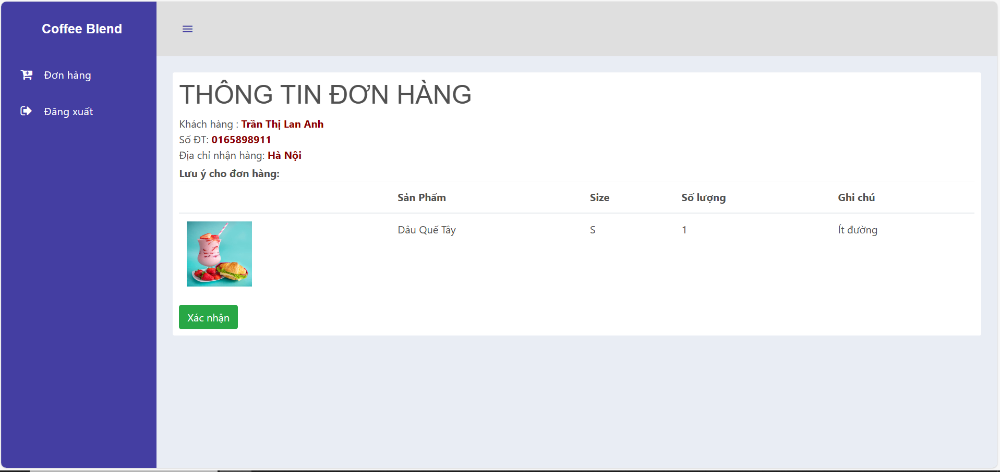 Coffee Blend
Đơn hàng
Đăng xuất
THÔNG TIN ĐƠN HÀNG
Khách hàng : Trần Thị Lan Anh
Số ĐT: 0165898911
Địa chỉ nhận hàng: Hà Nội
Lưu ý cho đơn hàng:
Sản Phẩm Size Số lượng Ghi chú
Dâu Quế Tây S 1 Ít đường
Xác nhận